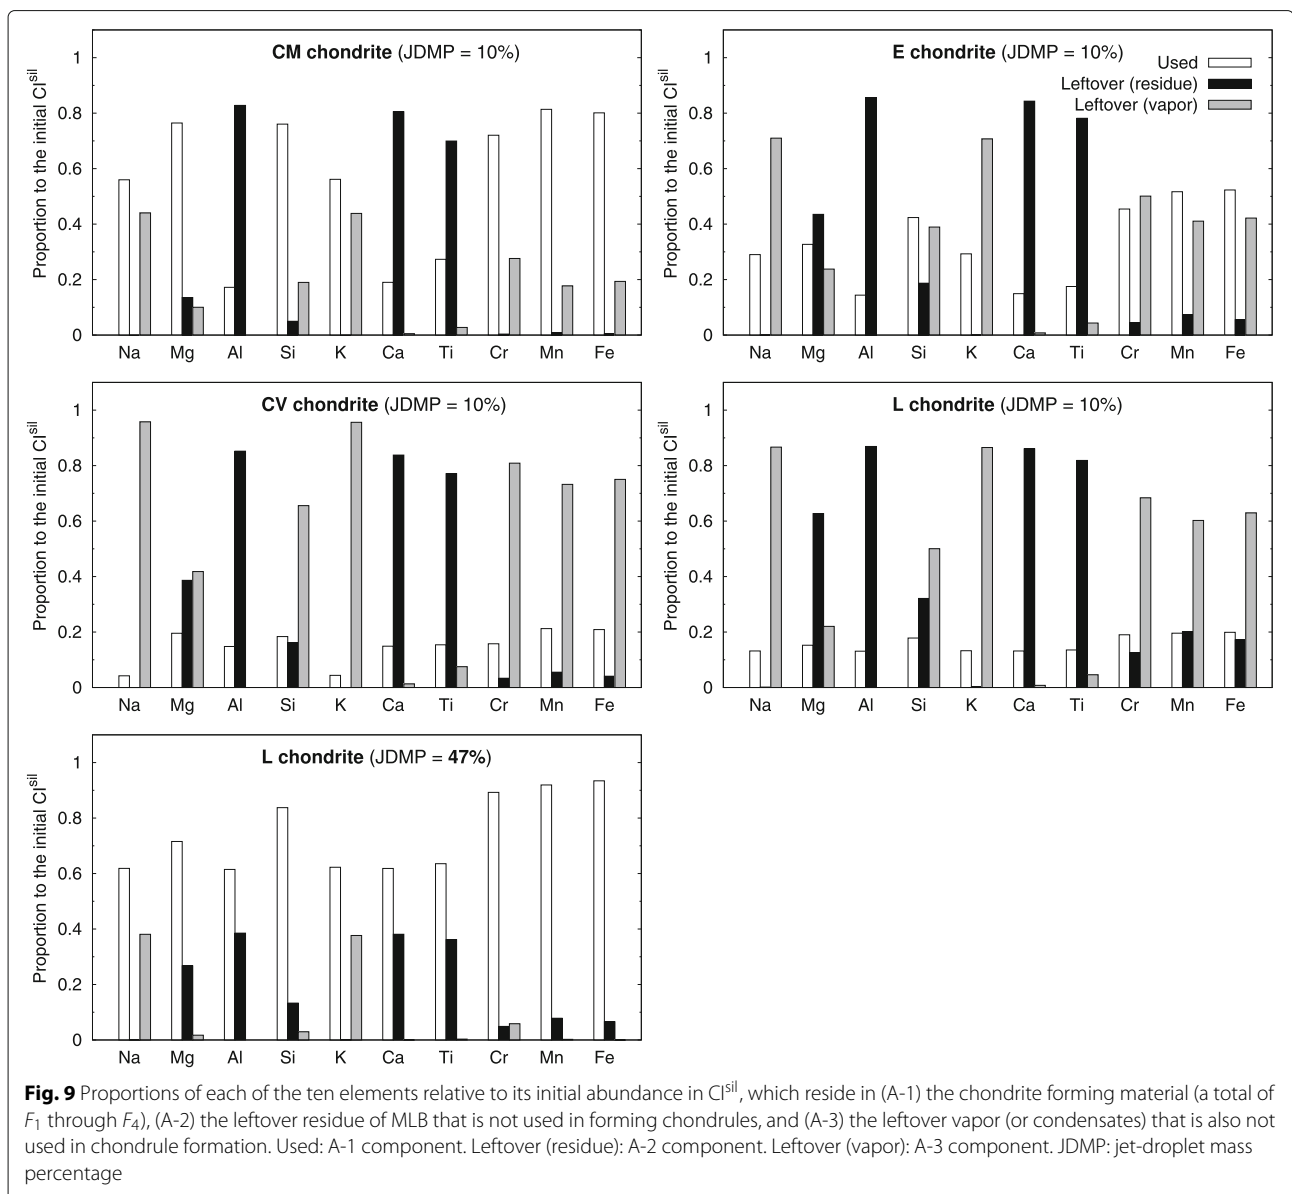 CM chondrite (JDMP = 10%)
Proportion to the initial CI^sil
1
0.8
0.6
0.4
0.2
0
Na Mg Al Si K Ca Ti Cr Mn Fe
E chondrite (JDMP = 10%)
Used
Leftover (residue)
Leftover (vapor)
Proportion to the initial CI^sil
1
0.8
0.6
0.4
0.2
0
Na Mg Al Si K Ca Ti Cr Mn Fe
CV chondrite (JDMP = 10%)
Proportion to the initial CI^sil
1
0.8
0.6
0.4
0.2
0
Na Mg Al Si K Ca Ti Cr Mn Fe
L chondrite (JDMP = 10%)
Proportion to the initial CI^sil
1
0.8
0.6
0.4
0.2
0
Na Mg Al Si K Ca Ti Cr Mn Fe
L chondrite (JDMP = 47%)
Proportion to the initial CI^sil
1
0.8
0.6
0.4
0.2
0
Na Mg Al Si K Ca Ti Cr Mn Fe
Fig. 9 Proportions of each of the ten elements relative to its initial abundance in CI^sil, which reside in (A-1) the chondrite forming material (a total of
F1 through F4), (A-2) the leftover residue of MLB that is not used in forming chondrules, and (A-3) the leftover vapor (or condensates) that is also not
used in chondrule formation. Used: A-1 component. Leftover (residue): A-2 component. Leftover (vapor): A-3 component. JDMP: jet-droplet mass
percentage